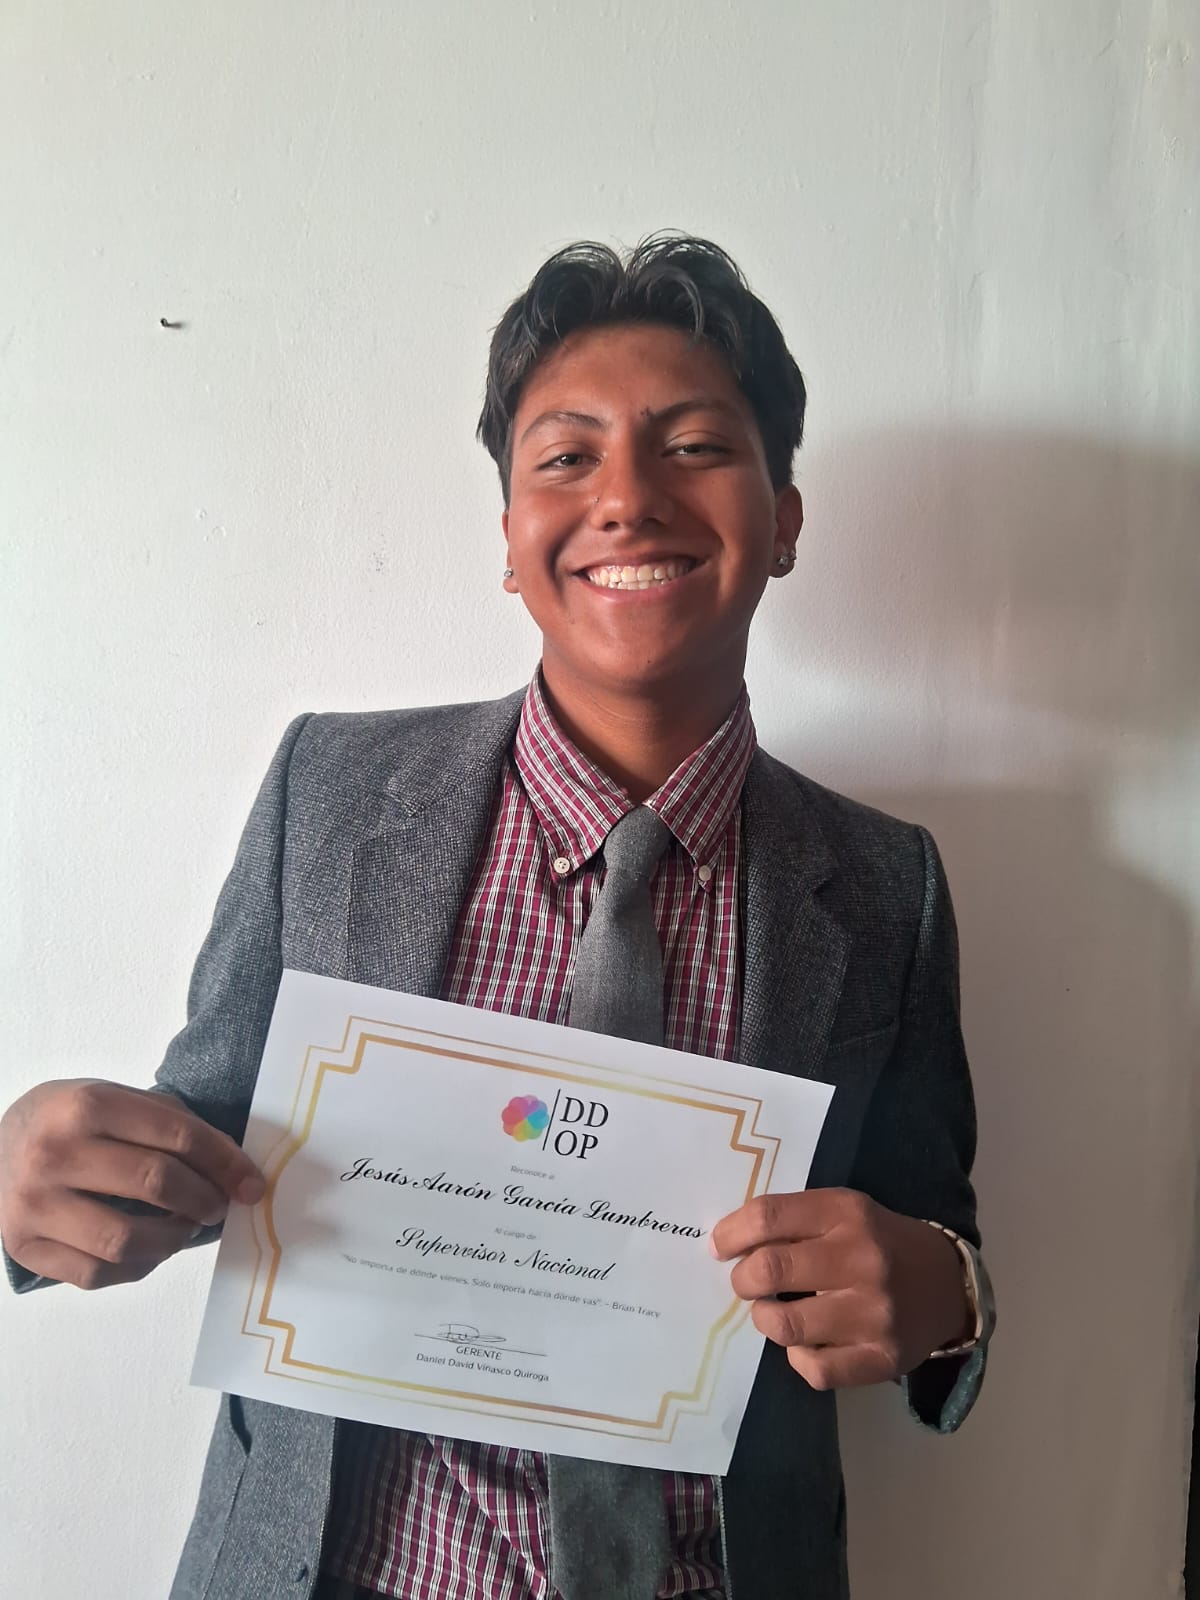 DD
OP
Reconoce a:
Jesús Aarón García Lumbreras
Al cargo de:
Supervisor Nacional
"No importa de dónde vienes. Solo importa hacia dónde vas". - Brian Tracy
GERENTE
Daniel David Vinasco Quiroga